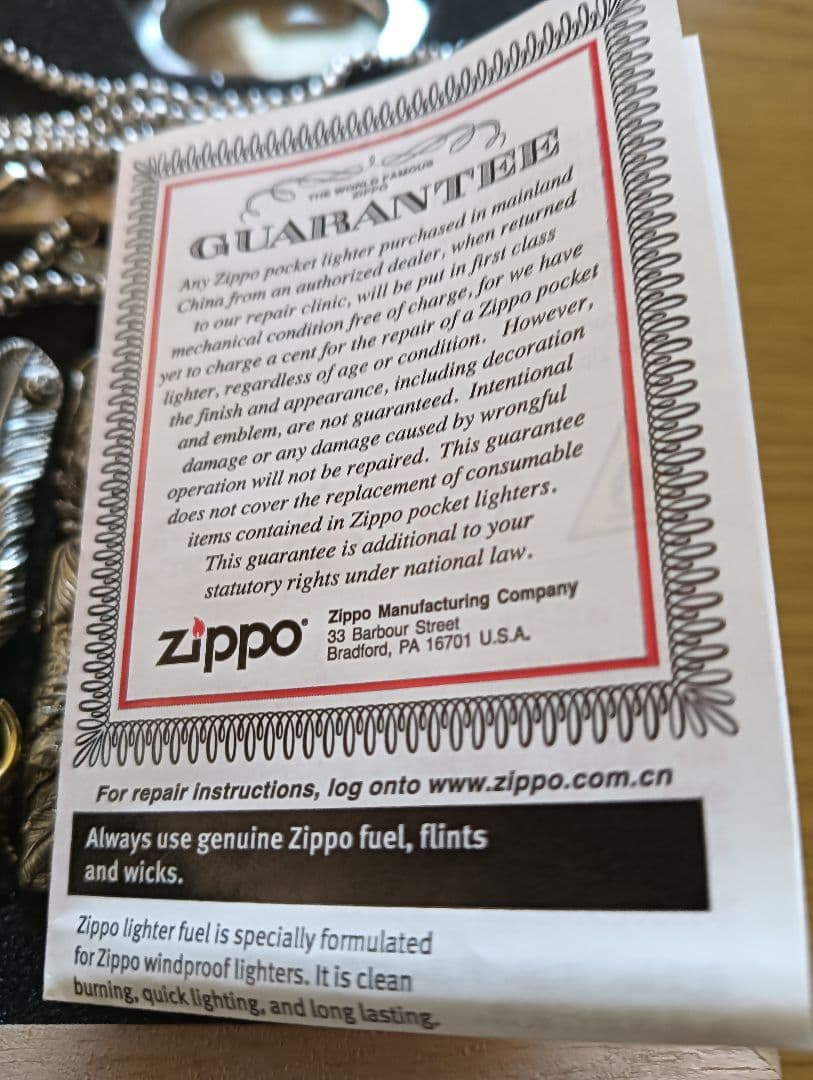 THE WORLD FAMOUS
ZIPPO
GUARANTEE
Any Zippo pocket lighter purchased in mainland
China from an authorized dealer, when returned
to our repair clinic, will be put in first class
mechanical condition free of charge, for we have
yet to charge a cent for the repair of a Zippo pocket
lighter, regardless of age or condition. However,
the finish and appearance, including decoration
and emblem, are not guaranteed. Intentional
damage or any damage caused by wrongful
operation will not be repaired. This guarantee
does not cover the replacement of consumable
items contained in Zippo pocket lighters.
This guarantee is additional to your
statutory rights under national law.
zippo
Zippo Manufacturing Company
33 Barbour Street
Bradford, PA 16701 U.S.A.
For repair instructions, log onto www.zippo.com.cn
Always use genuine Zippo fuel, flints
and wicks.
Zippo lighter fuel is specially formulated
for Zippo windproof lighters. It is clean
burning, quick lighting, and long lasting.